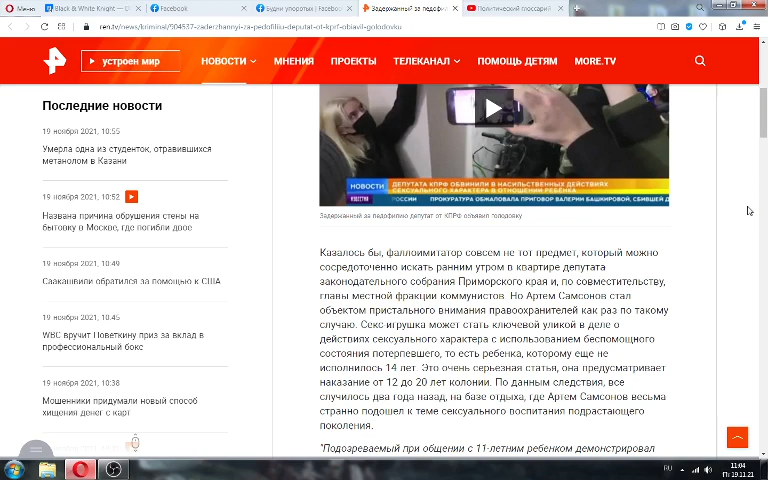 Меню
Black & White Knight — D
Facebook
Будни упоротых | Facebook
Задержанный за педофил
Политический глоссарий
ren.tv/news/kriminal/904537-zaderzhannyi-za-pedofiliiu-deputat-ot-kprf-obiavil-golodovku
устроен мир
НОВОСТИ
МНЕНИЯ
ПРОЕКТЫ
ТЕЛЕКАНАЛ
ПОМОЩЬ ДЕТЯМ
MORE.TV
Последние новости
19 ноября 2021, 10:55
Умерла одна из студенток, отравившихся
метанолом в Казани
19 ноября 2021, 10:52
Названа причина обрушения стены на
бытовку в Москве, где погибли двое
19 ноября 2021, 10:49
Саакашвили обратился за помощью к США
19 ноября 2021, 10:45
WBC вручит Поветкину приз за вклад в
профессиональный бокс
19 ноября 2021, 10:38
Мошенники придумали новый способ
хищения денег с карт
НОВОСТИ
ДЕПУТАТА КПРФ ОБВИНИЛИ В НАСИЛЬСТВЕННЫХ ДЕЙСТВИЯХ
СЕКСУАЛЬНОГО ХАРАКТЕРА В ОТНОШЕНИИ РЕБЁНКА
ИЗВЕСТИЯ
РОССИИ
ПРОКУРАТУРА ОБЖАЛОВАЛА ПРИГОВОР ВАЛЕРИИ БАШКИРОВОЙ, СБИВШЕЙ Д
Задержанный за педофилию депутат от КПРФ объявил голодовку
Казалось бы, фаллоимитатор совсем не тот предмет, который можно
сосредоточенно искать ранним утром в квартире депутата
законодательного собрания Приморского края и, по совместительству,
главы местной фракции коммунистов. Но Артем Самсонов стал
объектом пристального внимания правоохранителей как раз по такому
случаю. Секс-игрушка может стать ключевой уликой в деле о
действиях сексуального характера с использованием беспомощного
состояния потерпевшего, то есть ребенка, которому еще не
исполнилось 14 лет. Это очень серьезная статья, она предусматривает
наказание от 12 до 20 лет колонии. По данным следствия, все
случилось два года назад, на базе отдыха, где Артем Самсонов весьма
странно подошел к теме сексуального воспитания подрастающего
поколения.
"Подозреваемый при общении с 11-летним ребенком демонстрировал
RU
11:04
Пт 19.11.21